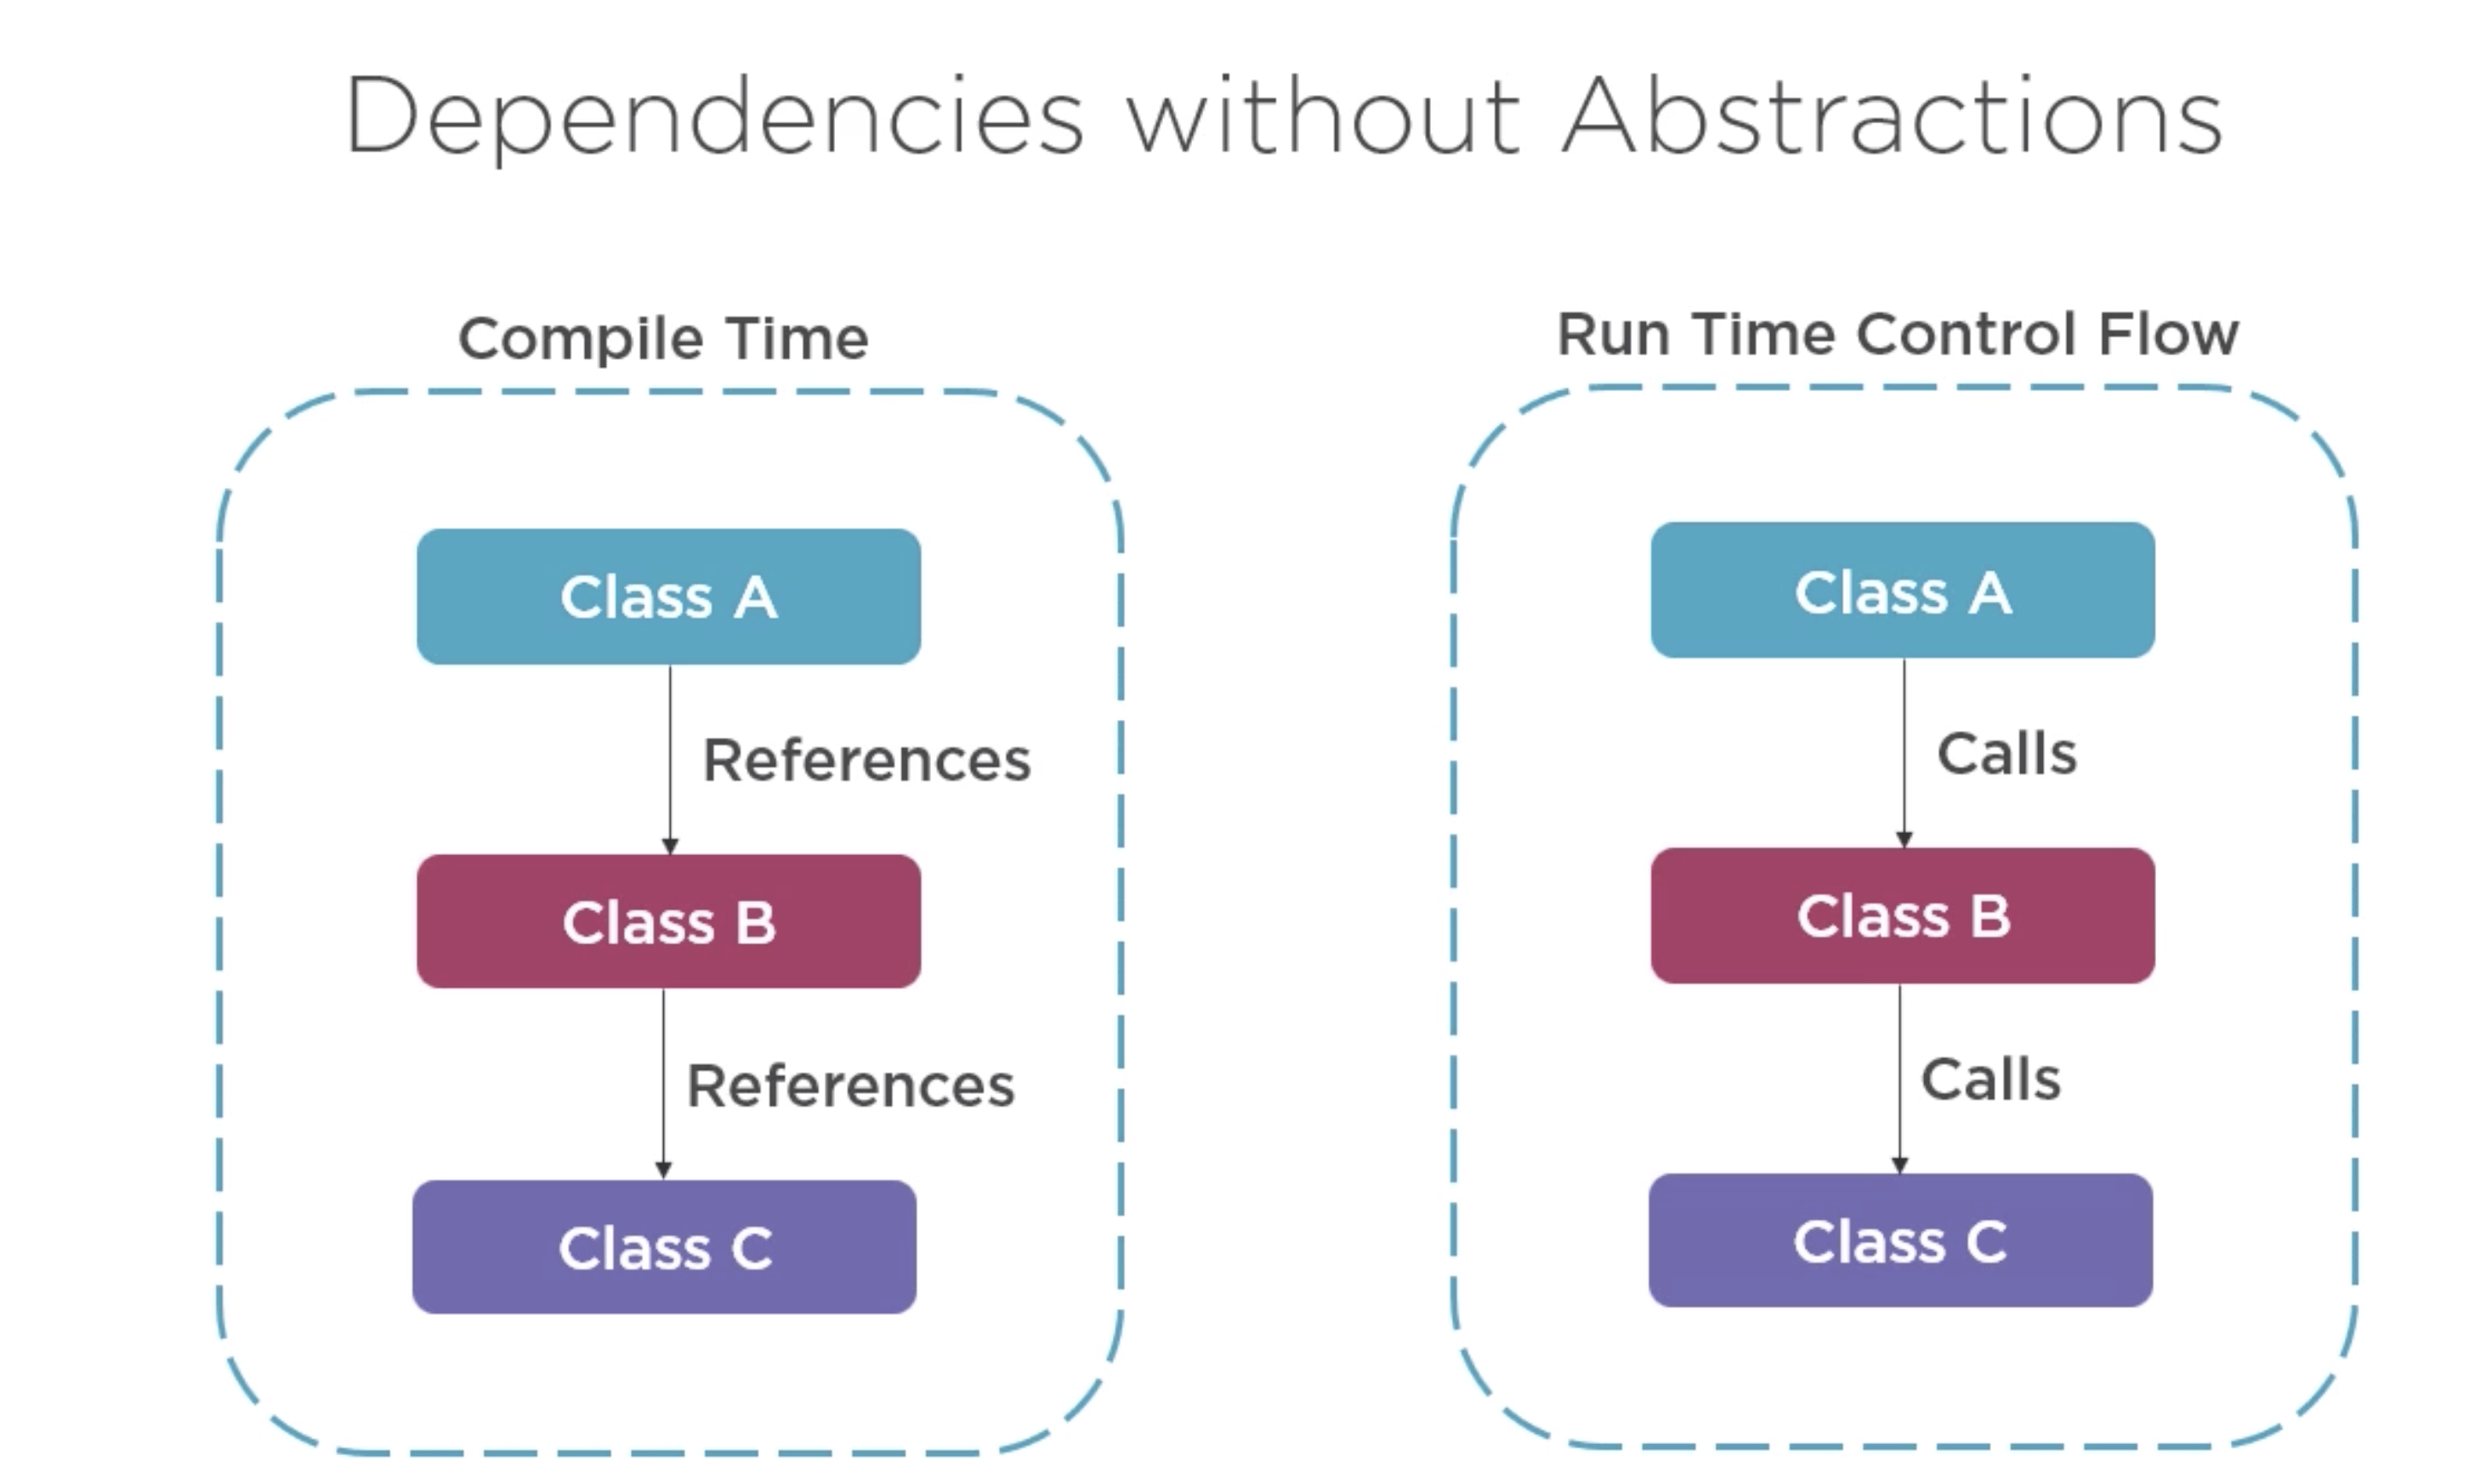 Dependencies without Abstractions
Compile Time
Class A
References
Class B
References
Class C
Run Time Control Flow
Class A
Calls
Class B
Calls
Class C